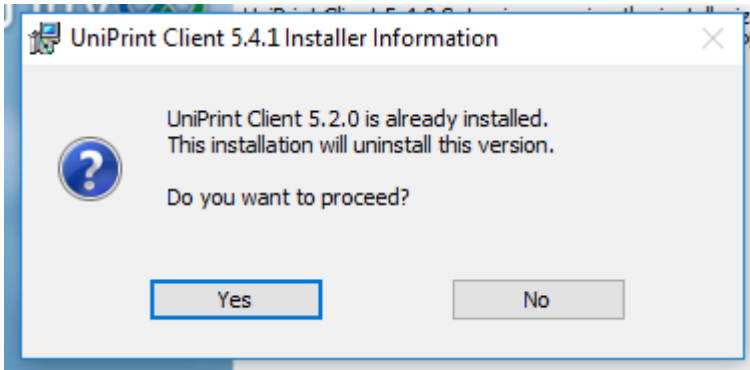 UniPrint Client 5.4.1 Installer Information
UniPrint Client 5.2.0 is already installed.
This installation will uninstall this version.
Do you want to proceed?
Yes
No